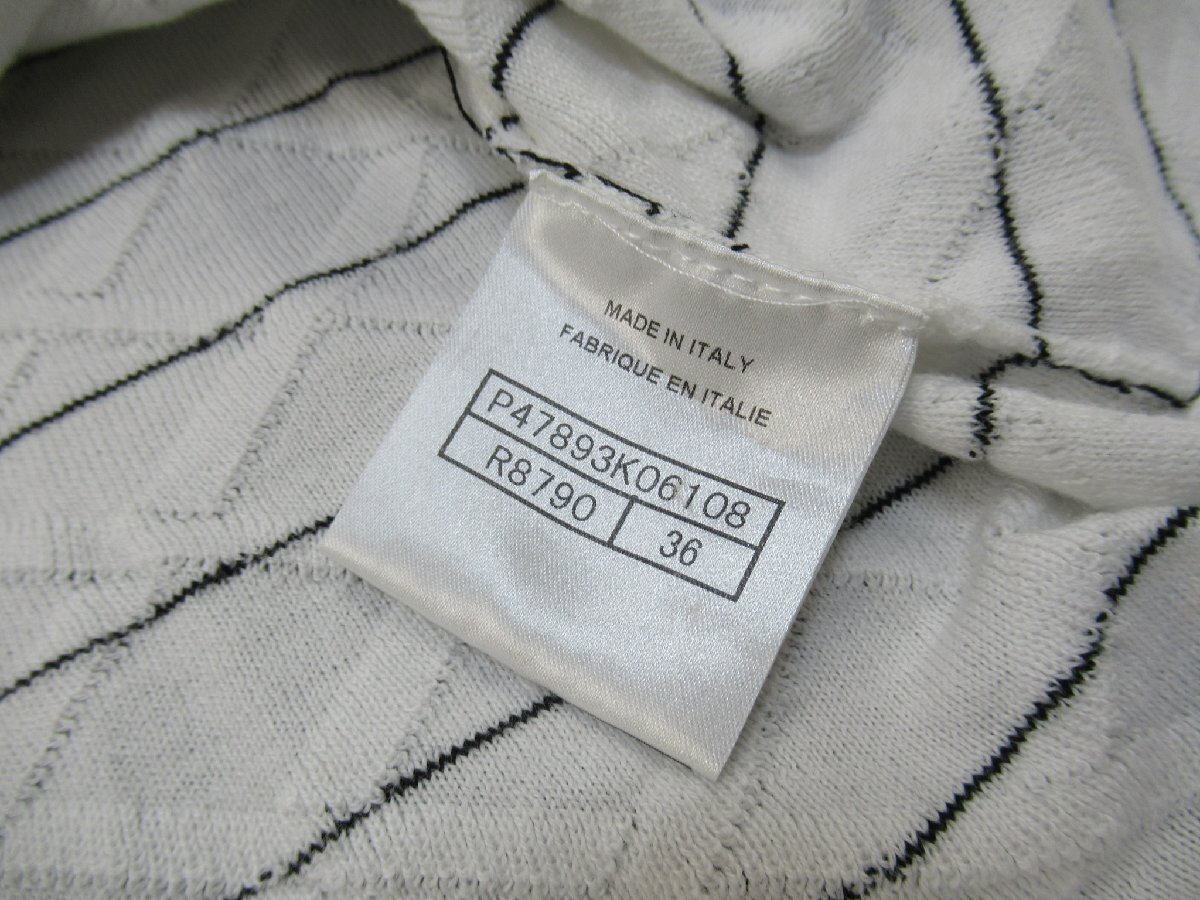 MADE IN ITALY
FABRIQUE EN ITALIE
P47893K06108
R8790 36